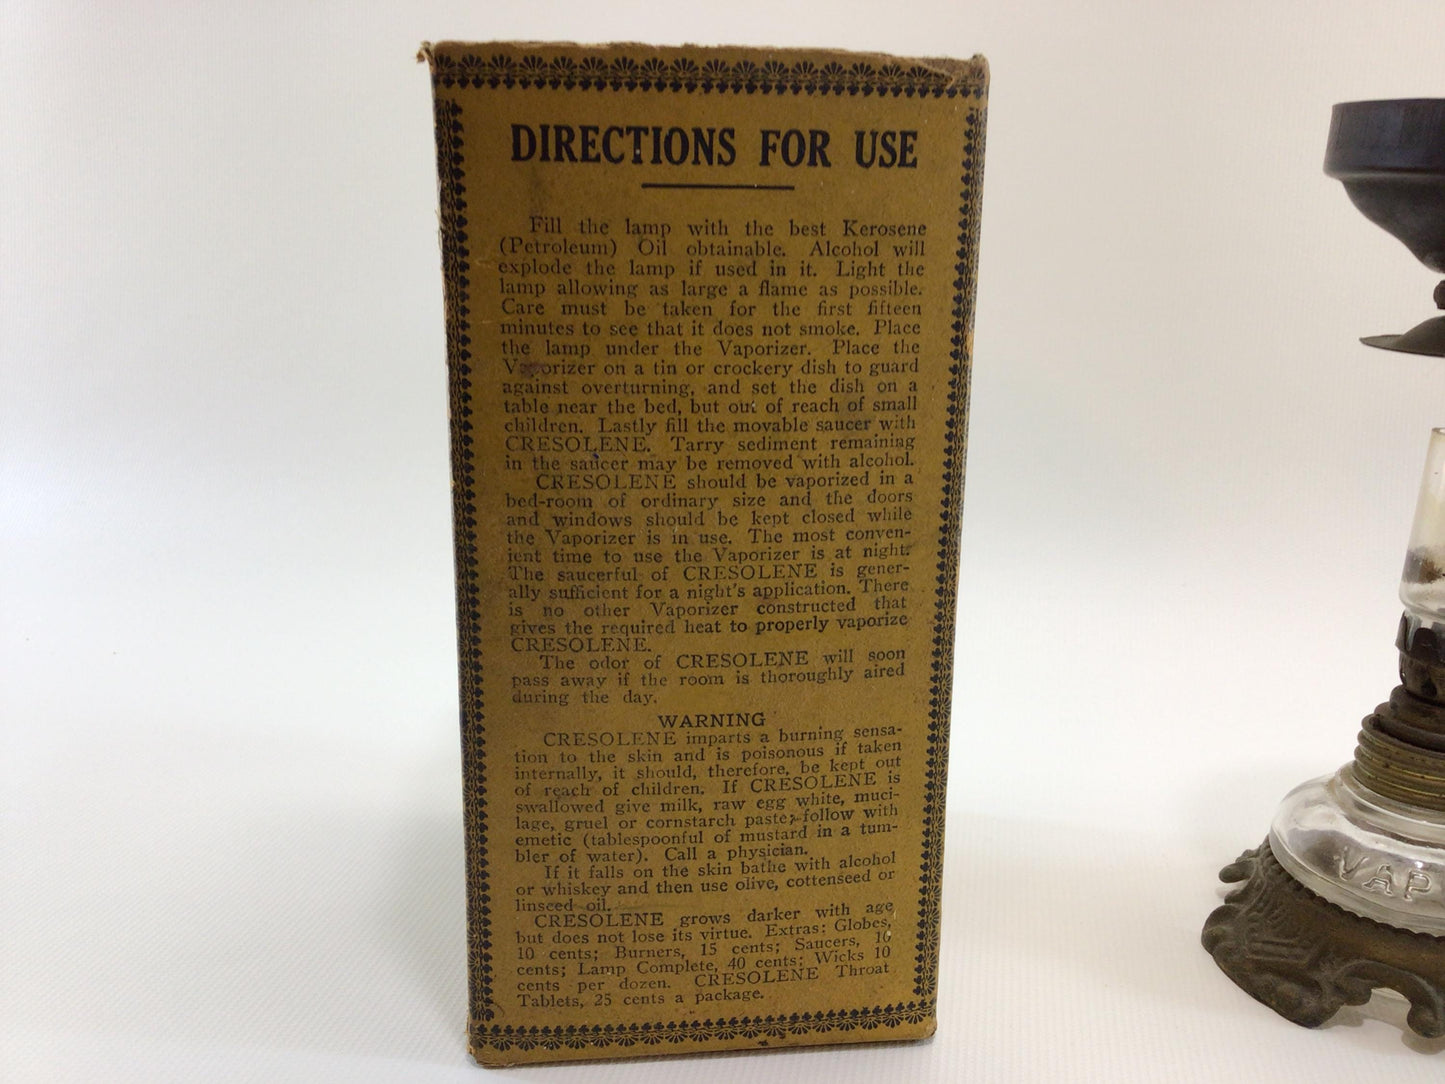 DIRECTIONS FOR USE
Fill the lamp with the best Kerosene
(Petroleum) Oil obtainable. Alcohol will
explode the lamp if used in it. Light the
lamp allowing as large a flame as possible.
Care must be taken for the first fifteen
minutes to see that it does not smoke. Place
the lamp under the Vaporizer. Place the
Vaporizer on a tin or crockery dish to guard
against overturning, and set the dish on a
table near the bed, but out of reach of small
children. Lastly fill the movable saucer with
CRESOLENE. Tarry sediment remaining
in the saucer may be removed with alcohol.
CRESOLENE should be vaporized in a
bed-room of ordinary size and the doors
and windows should be kept closed while
the Vaporizer is in use. The most conven-
ient time to use the Vaporizer is at night.
The saucerful of CRESOLENE is gener-
ally sufficient for a night's application. There
is no other Vaporizer constructed that
gives the required heat to properly vaporize
CRESOLENE.
The odor of CRESOLENE will soon
pass away if the room is thoroughly aired
during the day.
WARNING
CRESOLENE imparts a burning sensa-
tion to the skin and is poisonous if taken
internally, it should, therefore, be kept out
of reach of children. If CRESOLENE is
swallowed give milk, raw egg white, muci-
lage, gruel or cornstarch paste; follow with
emetic (tablespoonful of mustard in a tum-
bler of water). Call a physician.
If it falls on the skin bathe with alcohol
or whiskey and then use olive, cottenseed or
linseed oil.
CRESOLENE grows darker with age
but does not lose its virtue. Extras: Globes,
10 cents; Burners, 15 cents; Saucers, 10
cents; Lamp Complete, 40 cents; Wicks 10
cents per dozen. CRESOLENE Throat
Tablets, 25 cents a package.
VAP